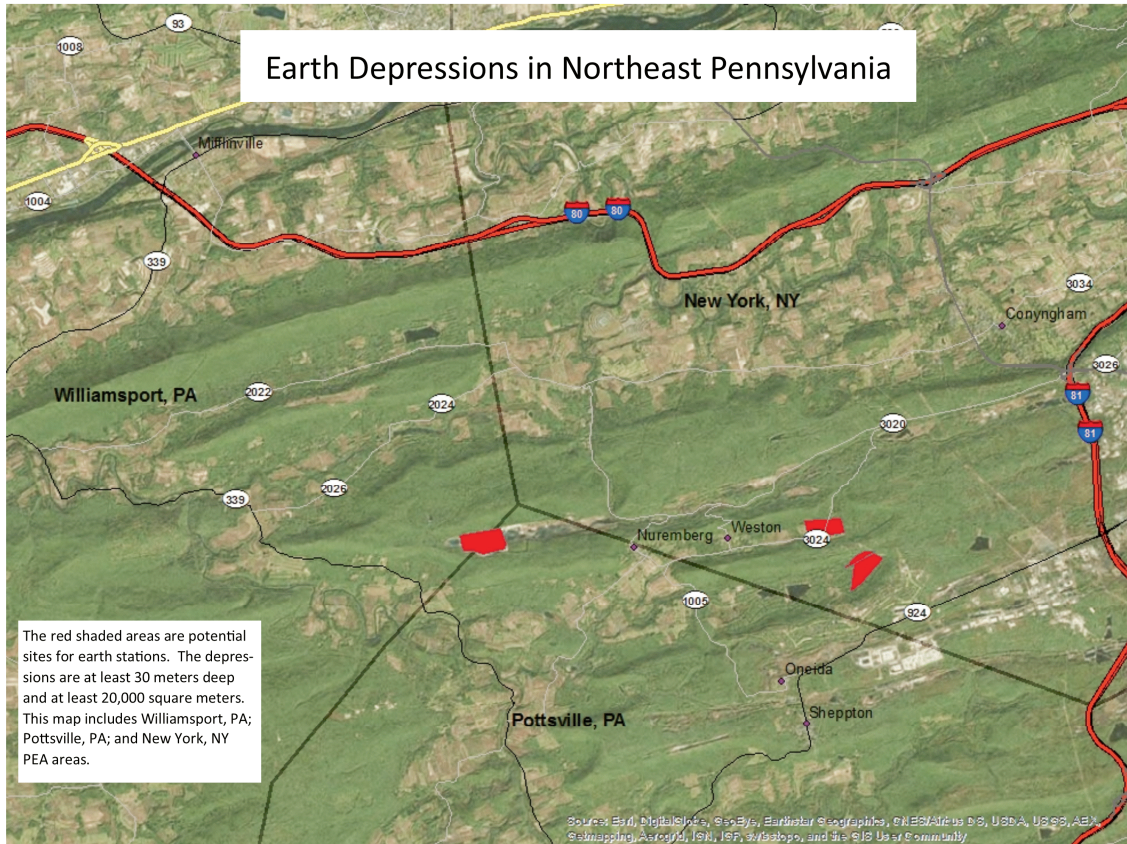 Earth Depressions in Northeast Pennsylvania
93
1008
Mifflinville
1004
80
80
339
New York, NY
3034
Conyngham
3026
Williamsport, PA
2022
2024
81
3020
81
2026
339
Nuremberg
Weston
3024
1005
924
Oneida
Sheppton
Pottsville, PA
The red shaded areas are potential
sites for earth stations. The depres-
sions are at least 30 meters deep
and at least 20,000 square meters.
This map includes Williamsport, PA;
Pottsville, PA; and New York, NY
PEA areas.
Source: Esri, DigitalGlobe, GeoEye, Earthstar Geographics, CNES/Airbus DS, USDA, USGS, AEX,
Getmapping, Aerogrid, IGN, IGP, swisstopo, and the GIS User Community